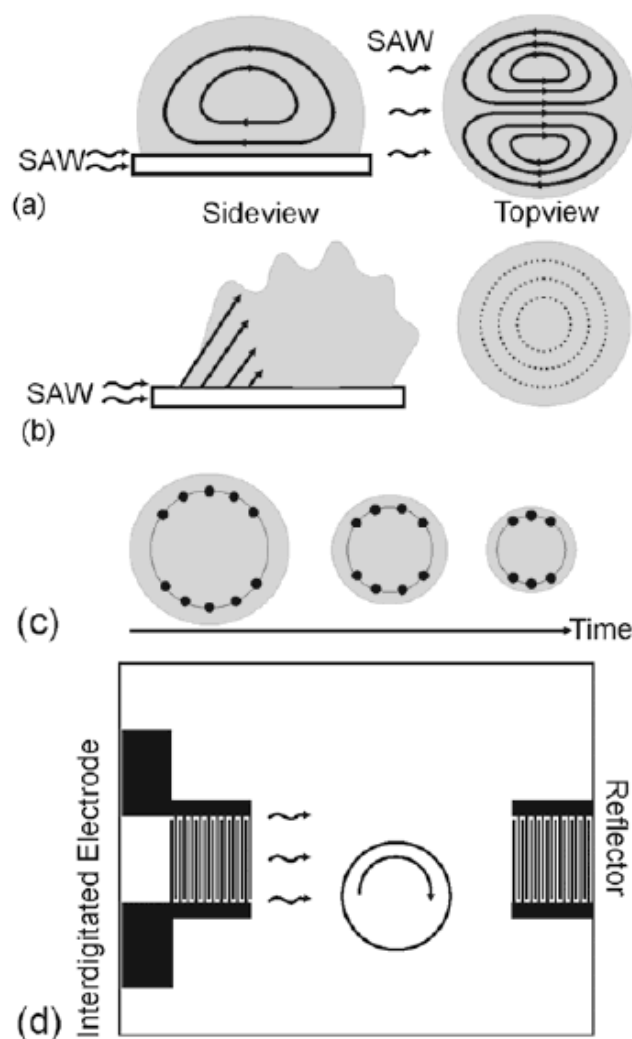 SAW
SAW
(a)
Sideview
Topview
SAW
(b)
(c)
Time
Interdigitated Electrode
Reflector
(d)